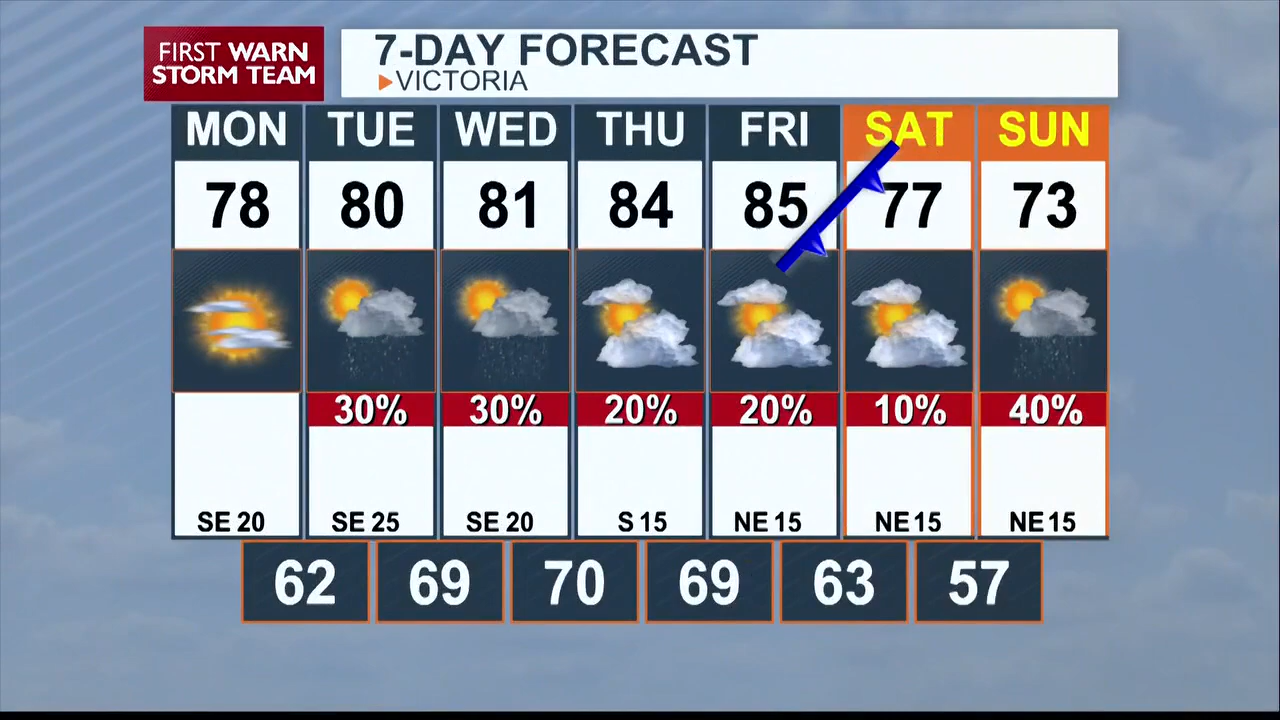 FIRST WARN
STORM TEAM
7-DAY FORECAST
VICTORIA
MON TUE WED THU FRI SAT SUN
78 80 81 84 85 77 73
30% 30% 20% 20% 10% 40%
SE 20 SE 25 SE 20 S 15 NE 15 NE 15 NE 15
62 69 70 69 63 57